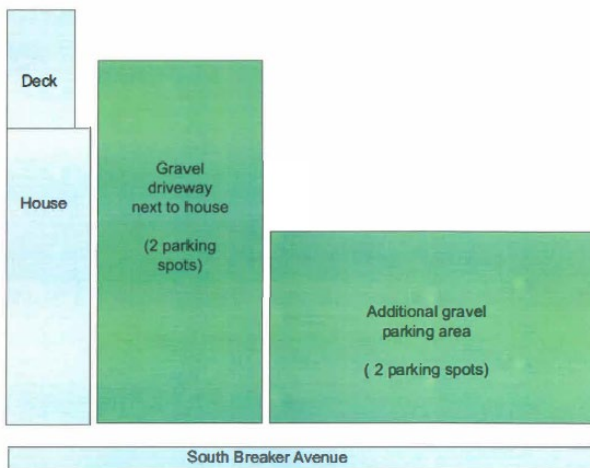 Deck
House
Gravel
driveway
next to house
(2 parking
spots)
Additional gravel
parking area
( 2 parking spots)
South Breaker Avenue